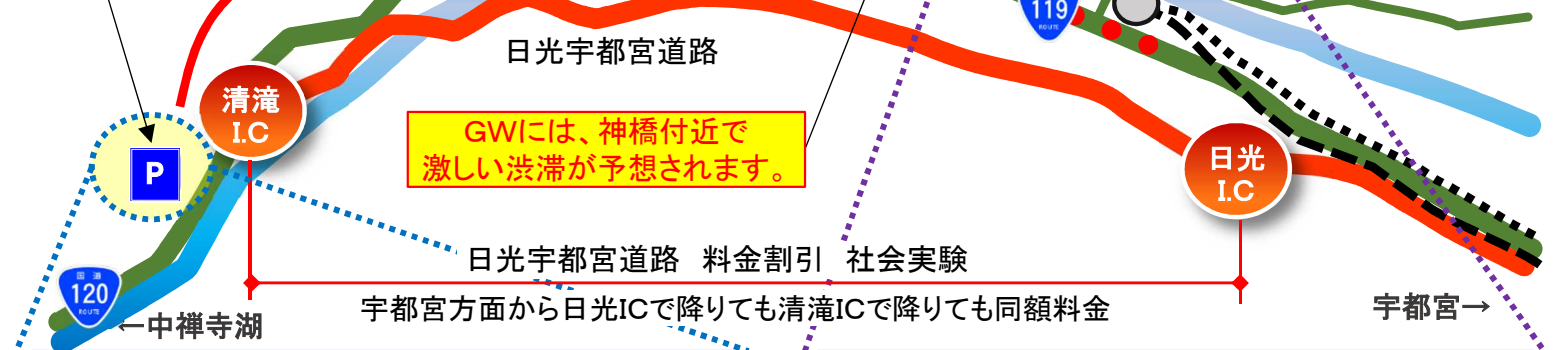 119
ROUTE
日光宇都宮道路
清滝
I.C
GWには、神橋付近で
激しい渋滞が予想されます。
P
日光
I.C
日光宇都宮道路　料金割引　社会実験
国道
120
ROUTE
宇都宮方面から日光ICで降りても清滝ICで降りても同額料金
宇都宮→
←中禅寺湖